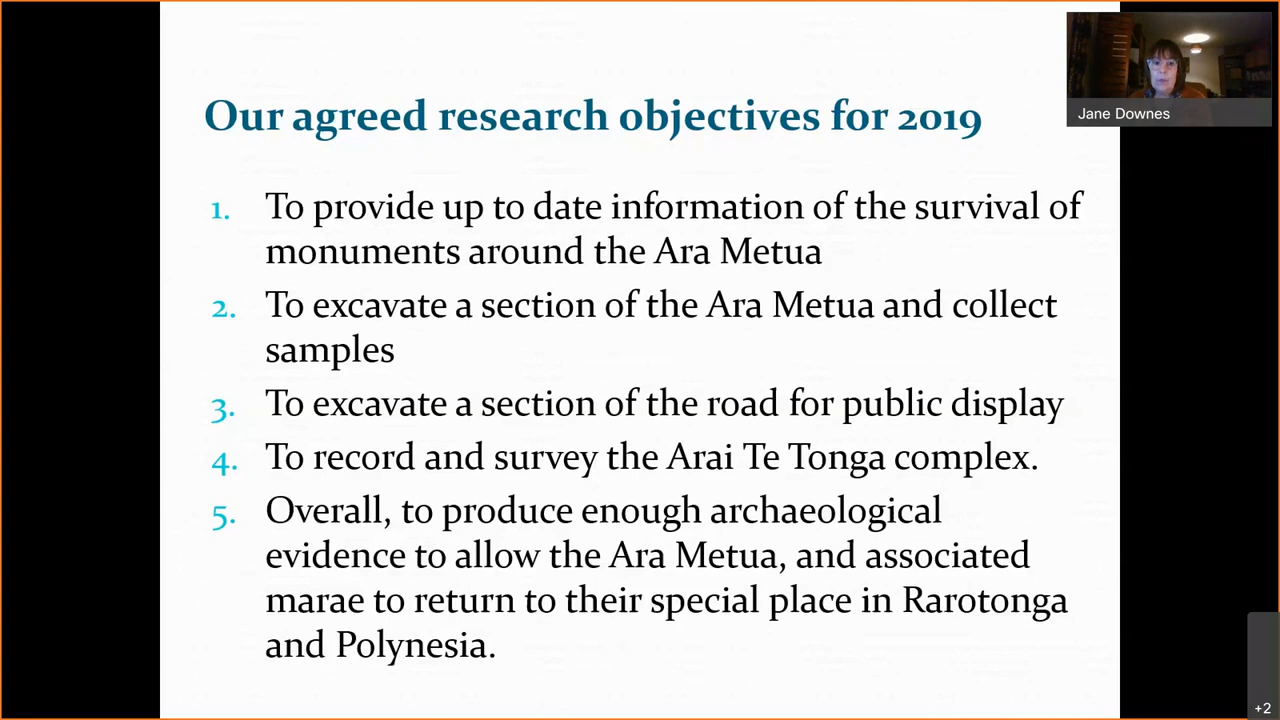 Our agreed research objectives for 2019
Jane Downes
1. To provide up to date information of the survival of
monuments around the Ara Metua
2. To excavate a section of the Ara Metua and collect
samples
3. To excavate a section of the road for public display
4. To record and survey the Arai Te Tonga complex.
5. Overall, to produce enough archaeological
evidence to allow the Ara Metua, and associated
marae to return to their special place in Rarotonga
and Polynesia.
+2